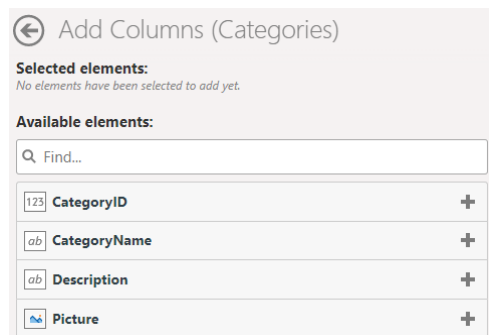 Add Columns (Categories)
Selected elements:
No elements have been selected to add yet.
Available elements:
Find...
123 CategoryID
ab CategoryName
ab Description
Picture